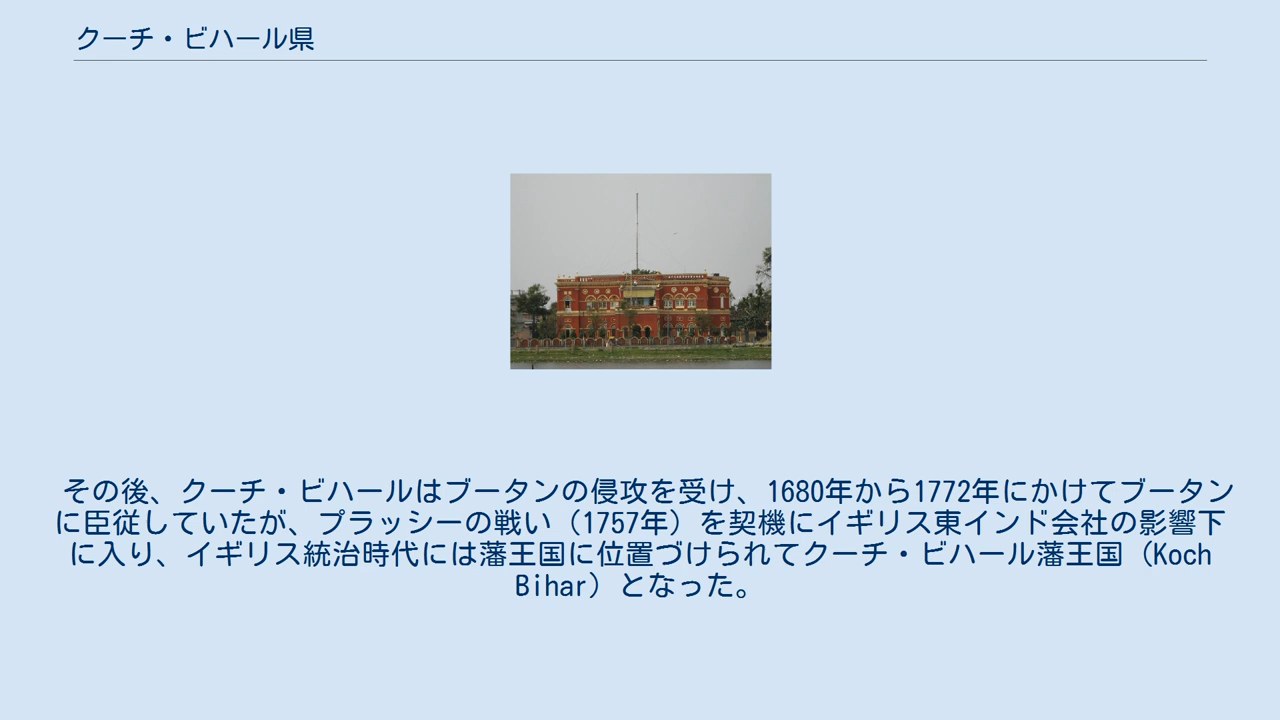 クーチ・ビハール県
その後、クーチ・ビハールはブータンの侵攻を受け、1680年から1772年にかけてブータン
に臣従していたが、プラッシーの戦い（1757年）を契機にイギリス東インド会社の影響下
に入り、イギリス統治時代には藩王国に位置づけられてクーチ・ビハール藩王国（Koch
Bihar）となった。